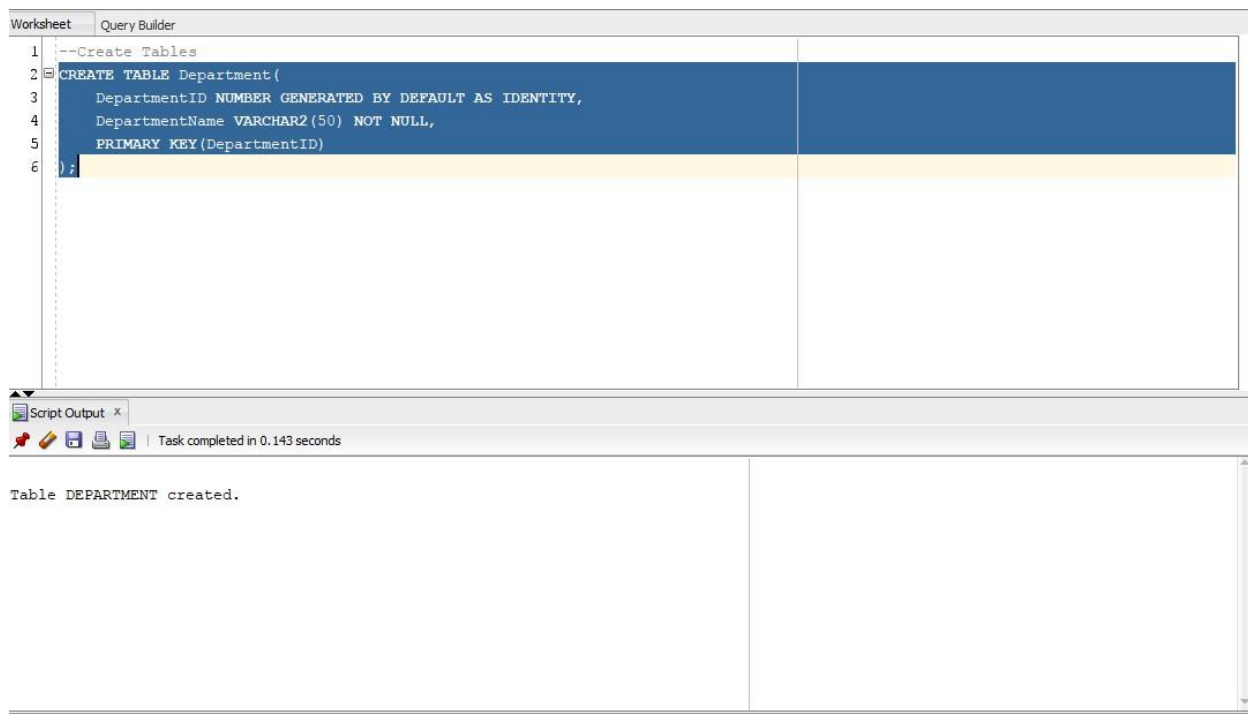 Worksheet Query Builder
1 --Create Tables
2 CREATE TABLE Department(
3 DepartmentID NUMBER GENERATED BY DEFAULT AS IDENTITY,
4 DepartmentName VARCHAR2(50) NOT NULL,
5 PRIMARY KEY(DepartmentID)
6 );
Script Output x
Task completed in 0.143 seconds
Table DEPARTMENT created.